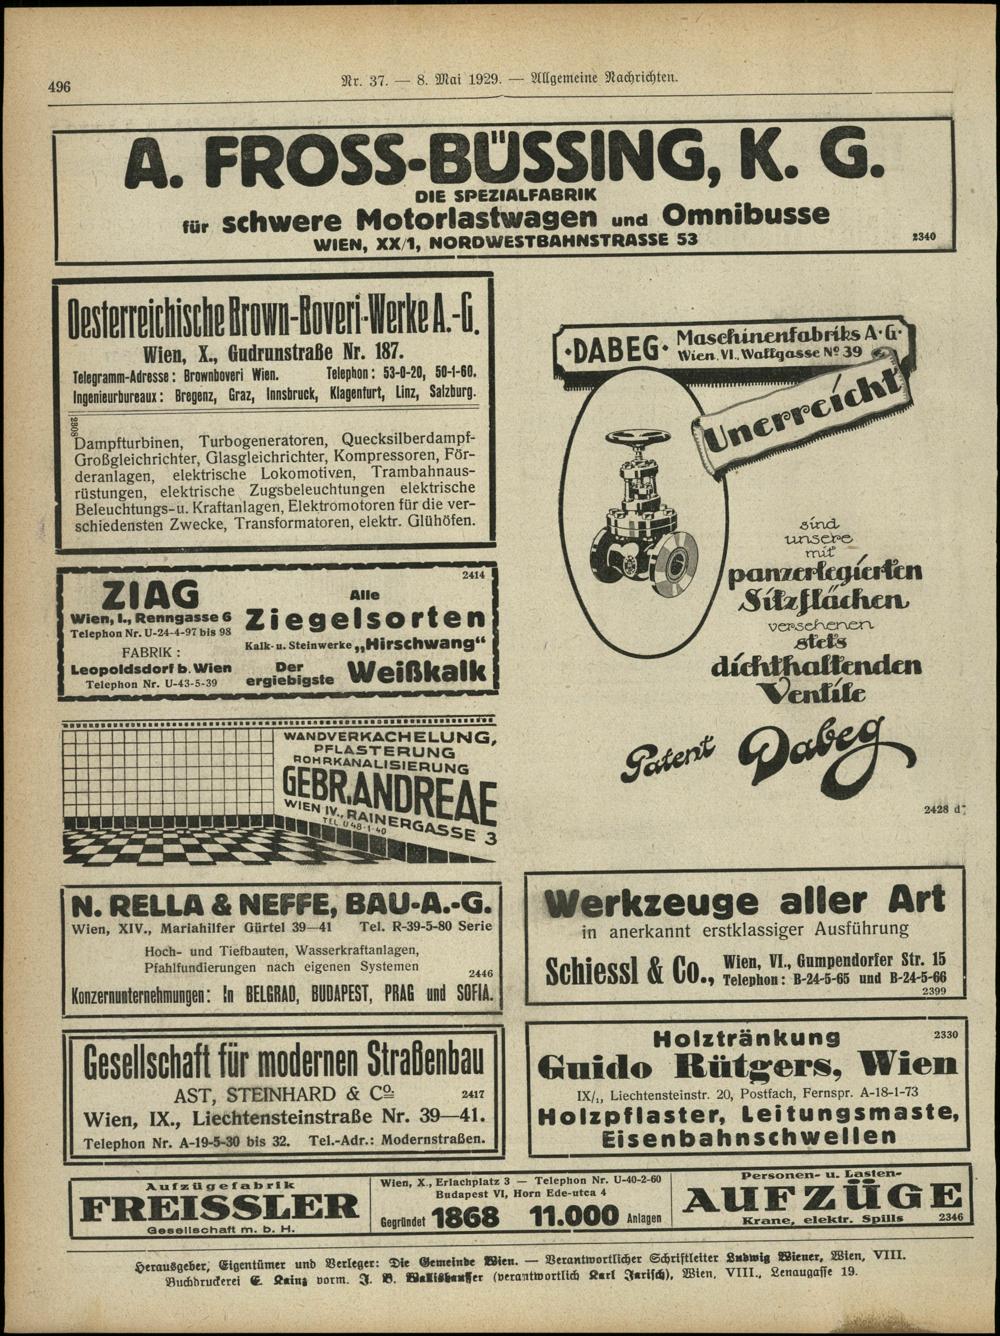 496
Nr. 37. — 8. Mai 1929. — Allgemeine Nachrichten.
A. FROSS-BÜSSING, K. G.
DIE SPEZIALFABRIK
für schwere Motorlastwagen und Omnibusse
WIEN, XX/1, NORDWESTBAHNSTRASSE 53
2340
Oesterreichische Brown-Boveri-Werke A.-G.
Wien, X., Gudrunstraße Nr. 187.
Telegramm-Adresse: Brownboveri Wien. Telephon: 53-0-20, 50-1-60.
Ingenieurbureaux: Bregenz, Graz, Innsbruck, Klagenfurt, Linz, Salzburg.
2908
Dampfturbinen, Turbogeneratoren, Quecksilberdampf-
Großgleichrichter, Glasgleichrichter, Kompressoren, För-
deranlagen, elektrische Lokomotiven, Trambahnaus-
rüstungen, elektrische Zugsbeleuchtungen elektrische
Beleuchtungs-u. Kraftanlagen, Elektromotoren für die ver-
schiedensten Zwecke, Transformatoren, elektr. Glühöfen.
2414
ZIAG
Wien, I., Renngasse 6
Telephon Nr. U-24-4-97 bis 98
FABRIK:
Leopoldsdorf b. Wien
Telephon Nr. U-43-5-39
Alle
Ziegelsorten
Kalk- u. Steinwerke „Hirschwang“
Der
ergiebigste Weißkalk
WANDVERKACHELUNG,
PFLASTERUNG
ROHRKANALISIERUNG
GEBR. ANDREAE
WIEN IV., RAINERGASSE 3
TEL. U 48-1-40
·DABEG· Maschinenfabriks A·G·
Wien. VI., Wallgasse Nº 39
Unerreicht
sind
unsere
mit
panzerlegierten
Sitzflächen
versehenen
stets
dichthaltenden
Ventile
Patent Dabeg
2428 d
N. RELLA & NEFFE, BAU-A.-G.
Wien, XIV., Mariahilfer Gürtel 39—41 Tel. R-39-5-80 Serie
Hoch- und Tiefbauten, Wasserkraftanlagen,
Pfahlfundierungen nach eigenen Systemen
2446
Konzernunternehmungen: In BELGRAD, BUDAPEST, PRAG und SOFIA.
Werkzeuge aller Art
in anerkannt erstklassiger Ausführung
Schiessl & Co., Wien, VI., Gumpendorfer Str. 15
Telephon: B-24-5-65 und B-24-5-66
2399
Gesellschaft für modernen Straßenbau
AST, STEINHARD & Co. 2417
Wien, IX., Liechtensteinstraße Nr. 39—41.
Telephon Nr. A-19-5-30 bis 32. Tel.-Adr.: Modernstraßen.
Holztränkung 2330
Guido Rütgers, Wien
IX/1, Liechtensteinstr. 20, Postfach, Fernspr. A-18-1-73
Holzpflaster, Leitungsmaste,
Eisenbahnschwellen
Aufzügefabrik
FREISSLER
Gesellschaft m. b. H.
Wien, X., Erlachplatz 3 — Telephon Nr. U-40-2-60
Budapest VI, Horn Ede-utca 4
Gegründet 1868 11.000 Anlagen
Personen- u. Lasten-
AUFZÜGE
Krane, elektr. Spills 2346
Herausgeber, Eigentümer und Verleger: Die Gemeinde Wien. — Verantwortlicher Schriftleiter Ludwig Wiener, Wien, VIII.
Buchdruckerei E. Kainz vorm. J. B. Wallishausser (verantwortlich Karl Jarisch), Wien, VIII., Lenaugasse 19.